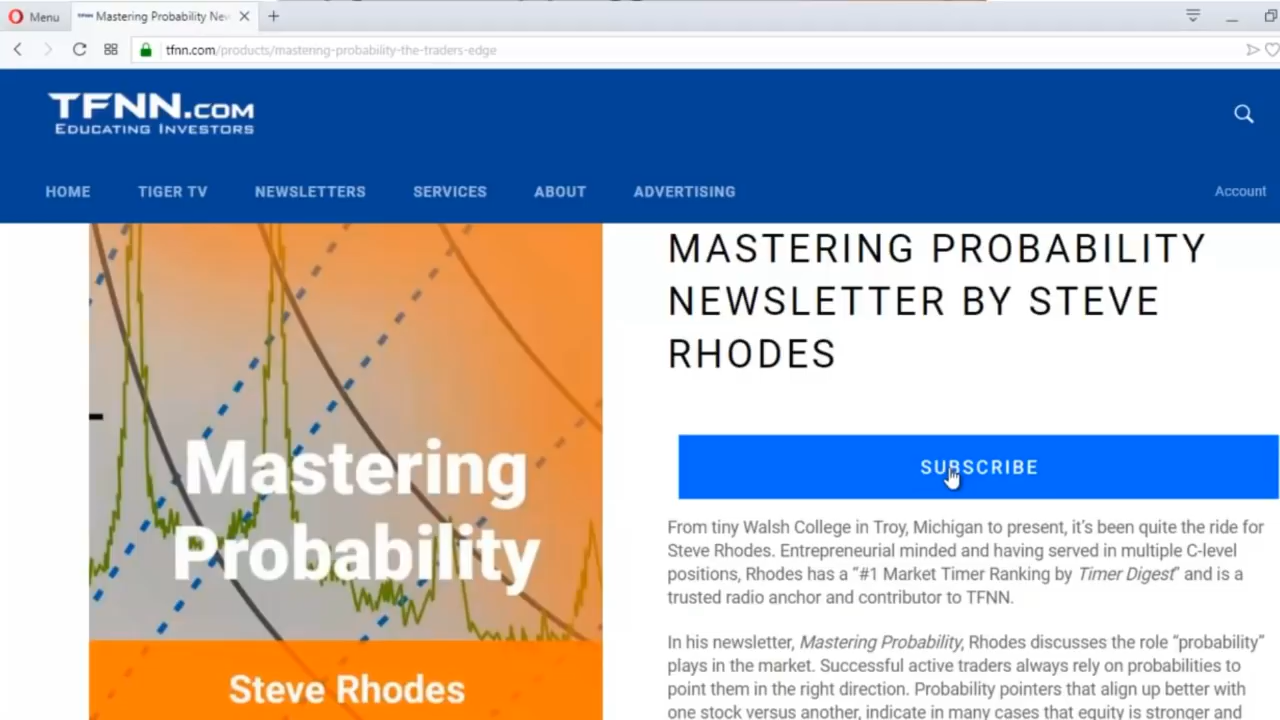 Menu
TFNN Mastering Probability New
tfnn.com/products/masterng-probability-the-traders-edge
TFNN.COM
EDUCATING INVESTORS
HOME TIGER TV NEWSLETTERS SERVICES ABOUT ADVERTISING Account
MASTERING PROBABILITY
NEWSLETTER BY STEVE
RHODES
SUBSCRIBE
Mastering
Probability
Steve Rhodes
From tiny Walsh College in Troy, Michigan to present, it's been quite the ride for
Steve Rhodes. Entrepreneurial minded and having served in multiple C-level
positions, Rhodes has a “#1 Market Timer Ranking by Timer Digest” and is a
trusted radio anchor and contributor to TFNN.
In his newsletter, Mastering Probability, Rhodes discusses the role “probability”
plays in the market. Successful active traders always rely on probabilities to
point them in the right direction. Probability pointers that align up better with
one stock versus another, indicate in many cases that equity is stronger and